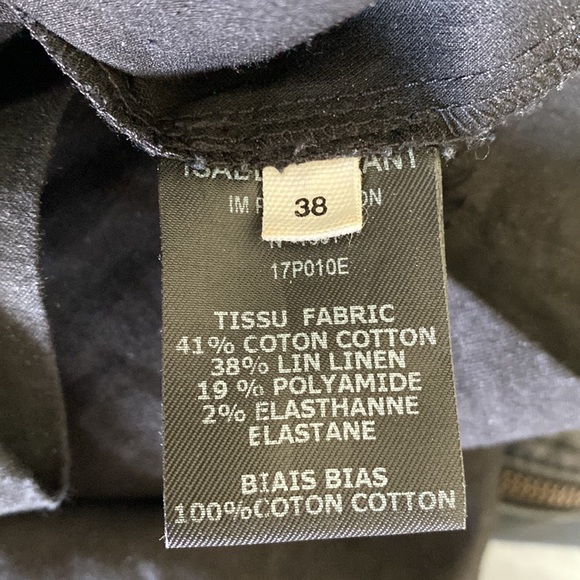 38
17P010E
TISSU FABRIC
41% COTON COTTON
38% LIN LINEN
19 % POLYAMIDE
2% ELASTHANNE
ELASTANE
BIAIS BIAS
100%COTON COTTON